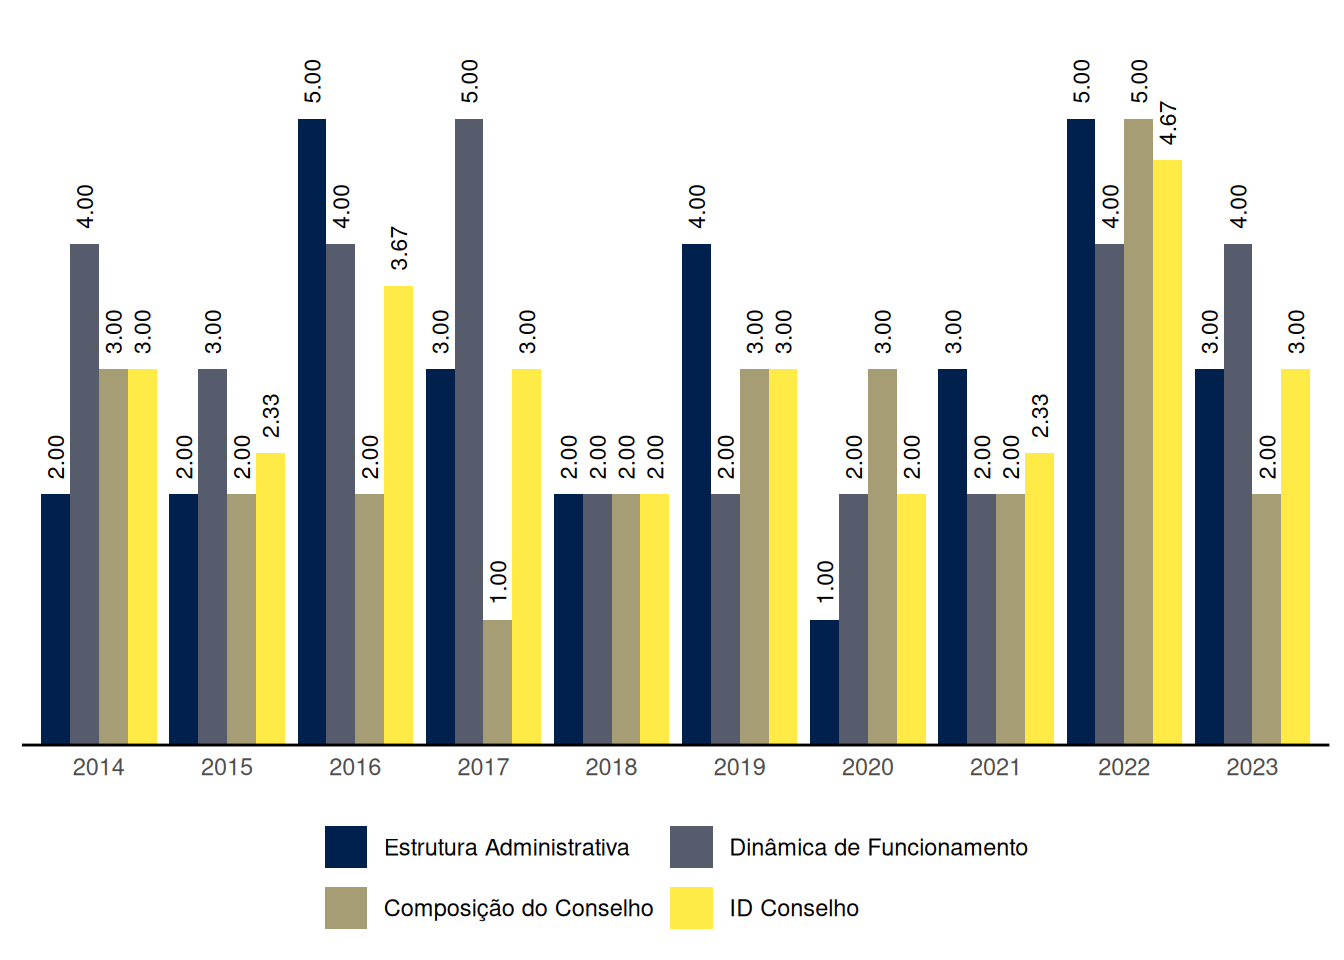 5.00 5.00 5.00 5.00
4.67
4.00 4.00 4.00 4.00 4.00
3.67
3.00 3.00 3.00 3.00 3.00 3.00 3.00 3.00 3.00 3.00 3.00
2.33 2.33
2.00 2.00 2.00 2.00 2.00 2.00 2.00 2.00 2.00 2.00 2.00 2.00 2.00 2.00
1.00 1.00
2014 2015 2016 2017 2018 2019 2020 2021 2022 2023
Estrutura Administrativa Dinâmica de Funcionamento
Composição do Conselho ID Conselho